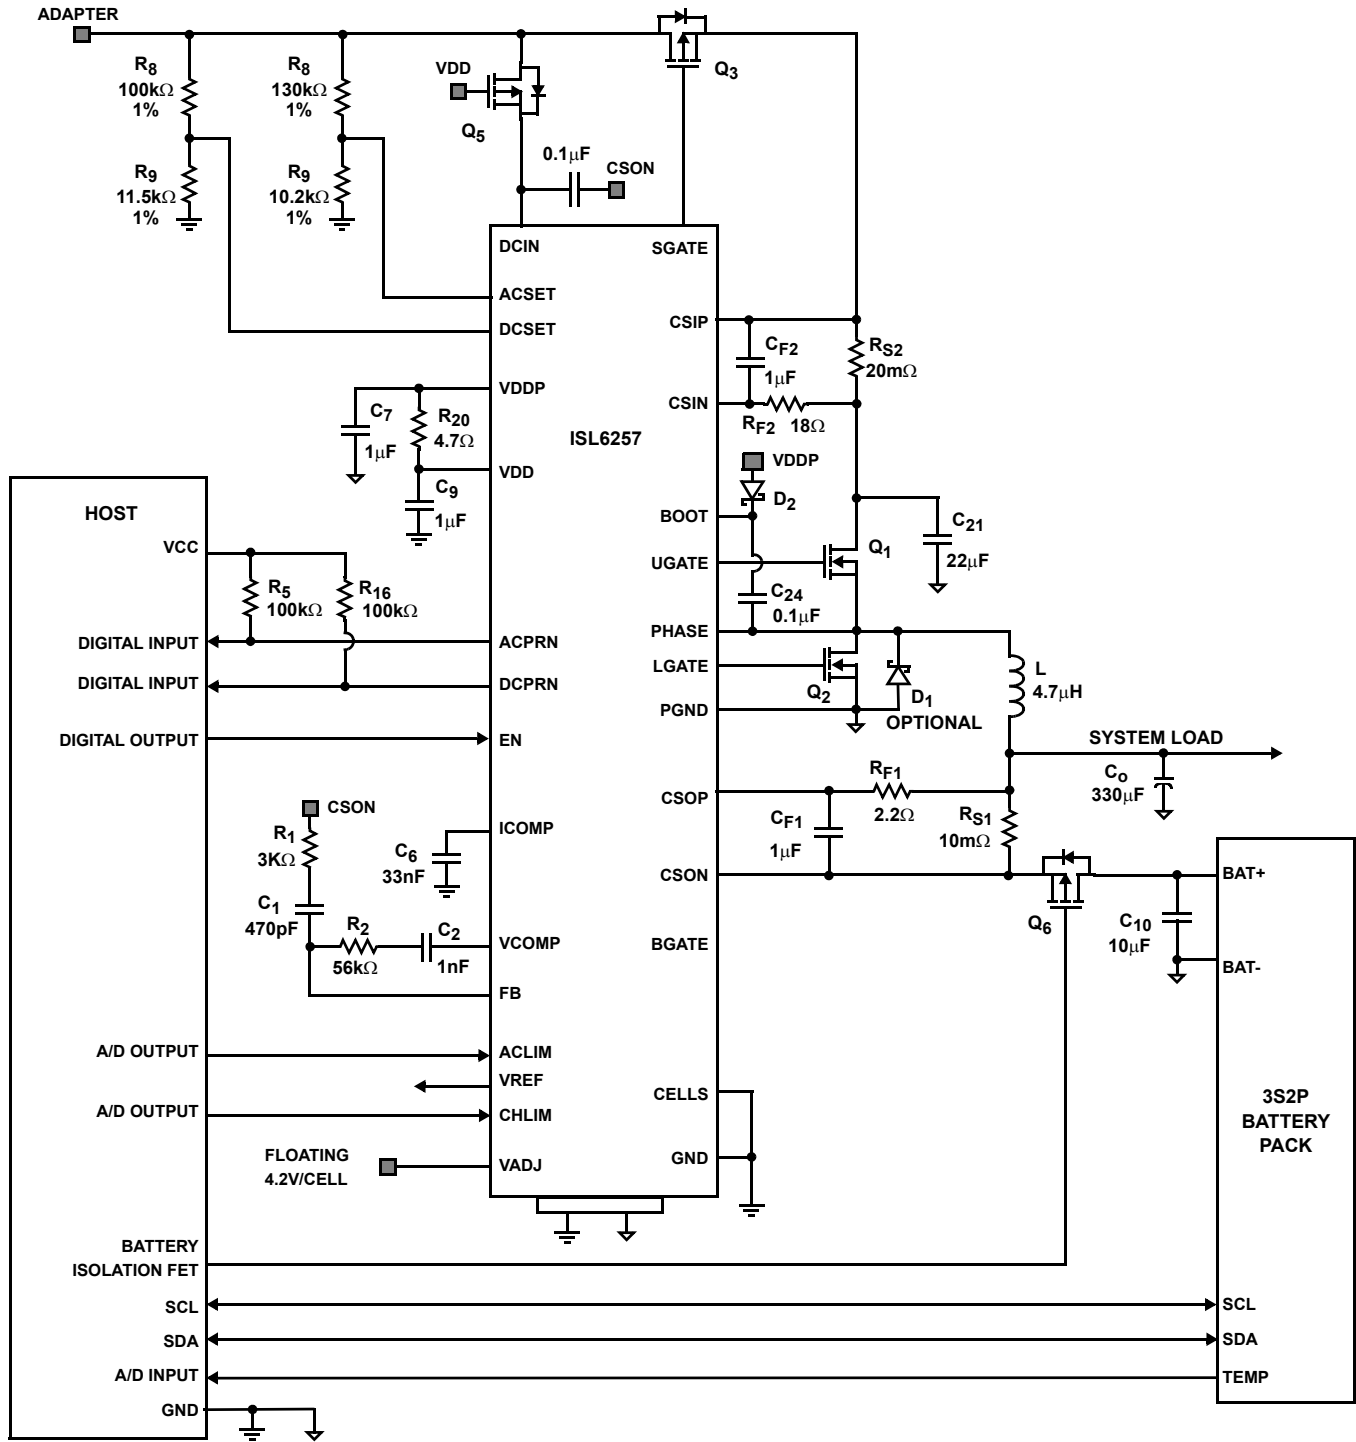 ADAPTER
R8
100kΩ
1%
R8
130kΩ
1%
VDD
Q5
Q3
R9
11.5kΩ
1%
R9
10.2kΩ
1%
0.1μF
CSON
DCIN
SGATE
ACSET
DCSET
CSIP
CF2
1μF
RS2
20mΩ
CSIN
RF2
18Ω
VDDP
C7
1μF
R20
4.7Ω
ISL6257
VDD
C9
1μF
VDDP
D2
BOOT
C21
22μF
Q1
UGATE
C24
0.1μF
HOST
VCC
R5
100kΩ
R16
100kΩ
DIGITAL INPUT
ACPRN
PHASE
DIGITAL INPUT
DCPRN
LGATE
Q2
D1
OPTIONAL
L
4.7μH
PGND
DIGITAL OUTPUT
EN
SYSTEM LOAD
Co
330μF
CSOP
RF1
2.2Ω
CF1
1μF
RS1
10mΩ
CSON
R1
3KΩ
ICOMP
C6
33nF
CSON
Q6
BAT+
C10
10μF
BAT-
C1
470pF
R2
56kΩ
C2
1nF
VCOMP
BGATE
FB
A/D OUTPUT
ACLIM
VREF
CELLS
A/D OUTPUT
CHLIM
3S2P
BATTERY
PACK
FLOATING
4.2V/CELL
VADJ
GND
BATTERY
ISOLATION FET
SCL
SCL
SDA
SDA
A/D INPUT
TEMP
GND